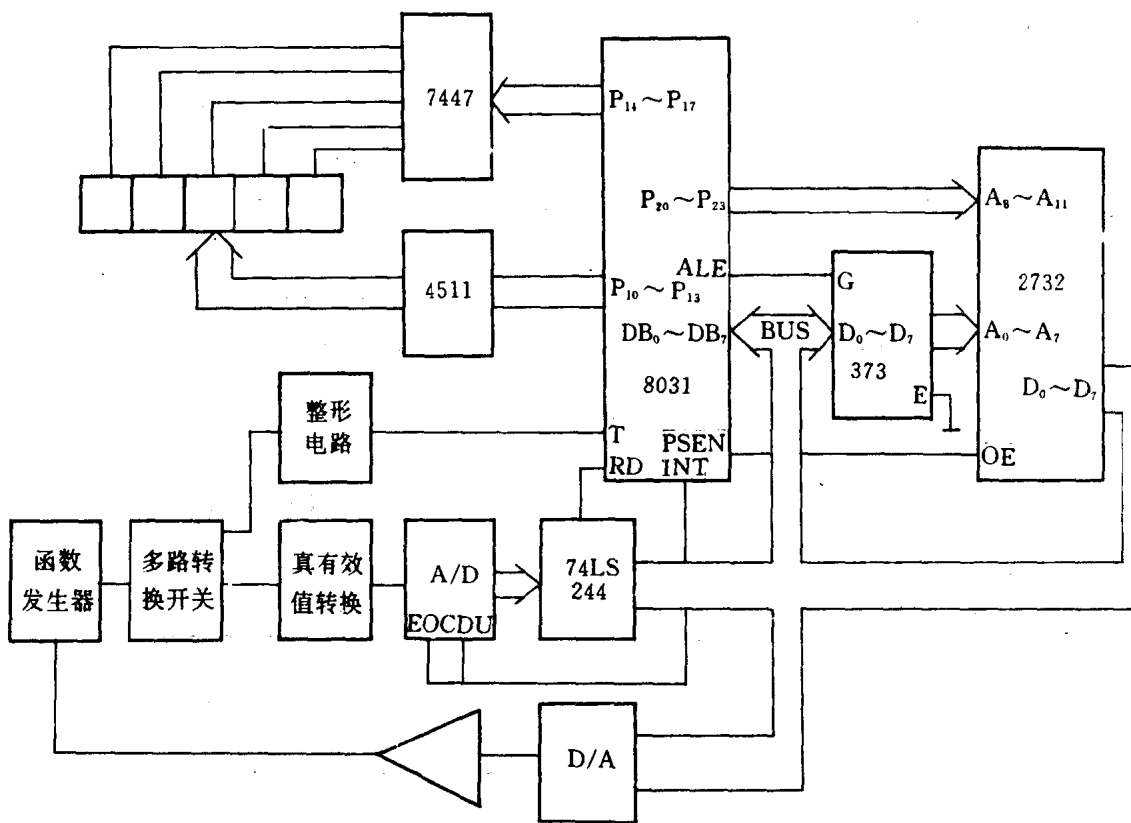 7447
P₁₄~P₁₇
P₂₀~P₂₃
A₈~A₁₁
4511
ALE
G
2732
P₁₀~P₁₃
DB₀~DB₇
BUS
D₀~D₇
A₀~A₇
373
8031
E
D₀~D₇
整形
电路
T
PSEN
RD
INT
OE
函数
发生器
多路转
换开关
真有效
值转换
A/D
EOCDU
74LS
244
D/A